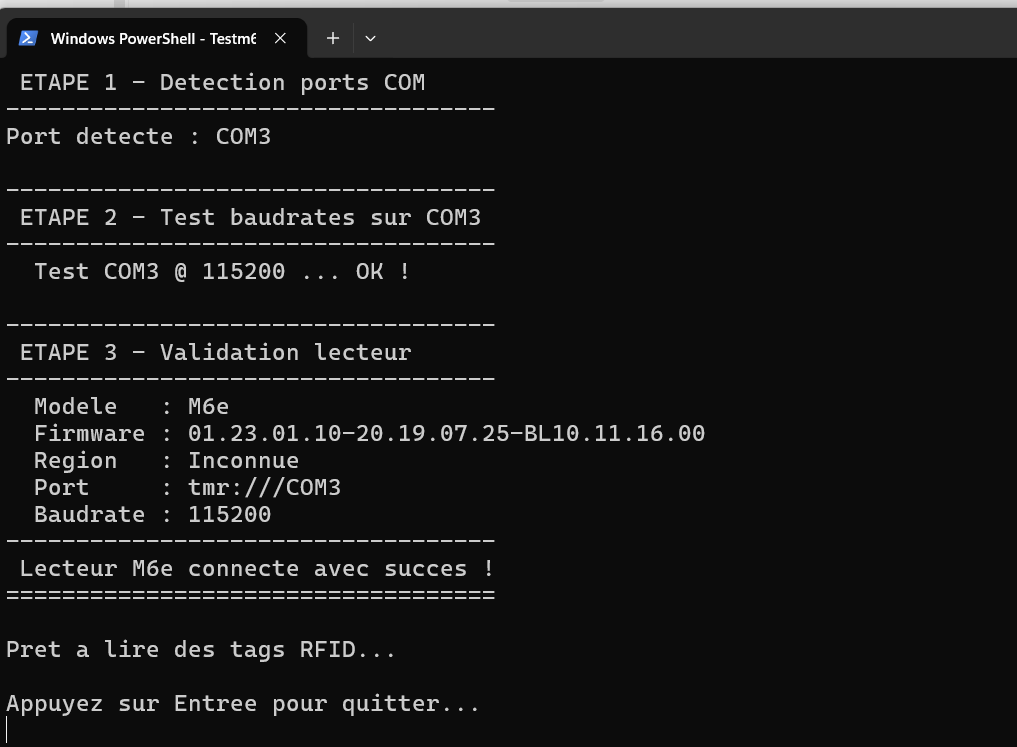 Windows PowerShell - Testm6
ETAPE 1 - Detection ports COM
-----------------------------------
Port detecte : COM3
-----------------------------------
ETAPE 2 - Test baudrates sur COM3
-----------------------------------
Test COM3 @ 115200 ... OK !
-----------------------------------
ETAPE 3 - Validation lecteur
-----------------------------------
Modele   : M6e
Firmware : 01.23.01.10-20.19.07.25-BL10.11.16.00
Region   : Inconnue
Port     : tmr:///COM3
Baudrate : 115200
-----------------------------------
Lecteur M6e connecte avec succes !
===================================
Pret a lire des tags RFID...
Appuyez sur Entree pour quitter...